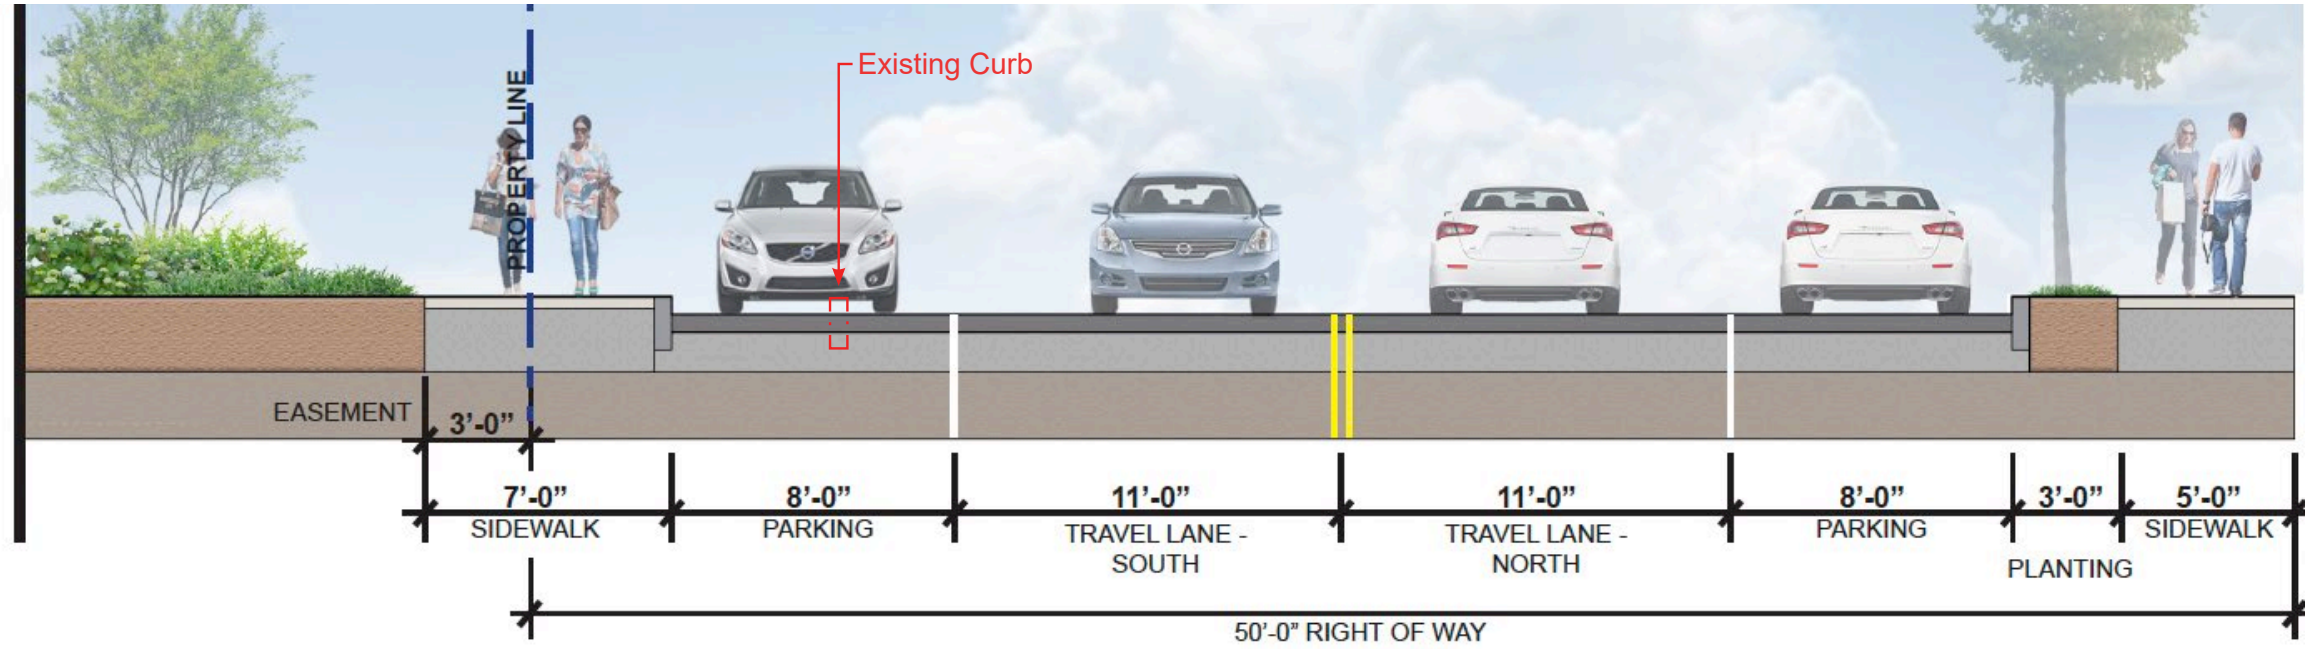 Existing Curb
PROPERTY LINE
EASEMENT
3’-0”
7’-0”
SIDEWALK
8’-0”
PARKING
11’-0”
TRAVEL LANE -
SOUTH
11’-0”
TRAVEL LANE -
NORTH
8’-0”
PARKING
3’-0”
PLANTING
5’-0”
SIDEWALK
50’-0” RIGHT OF WAY